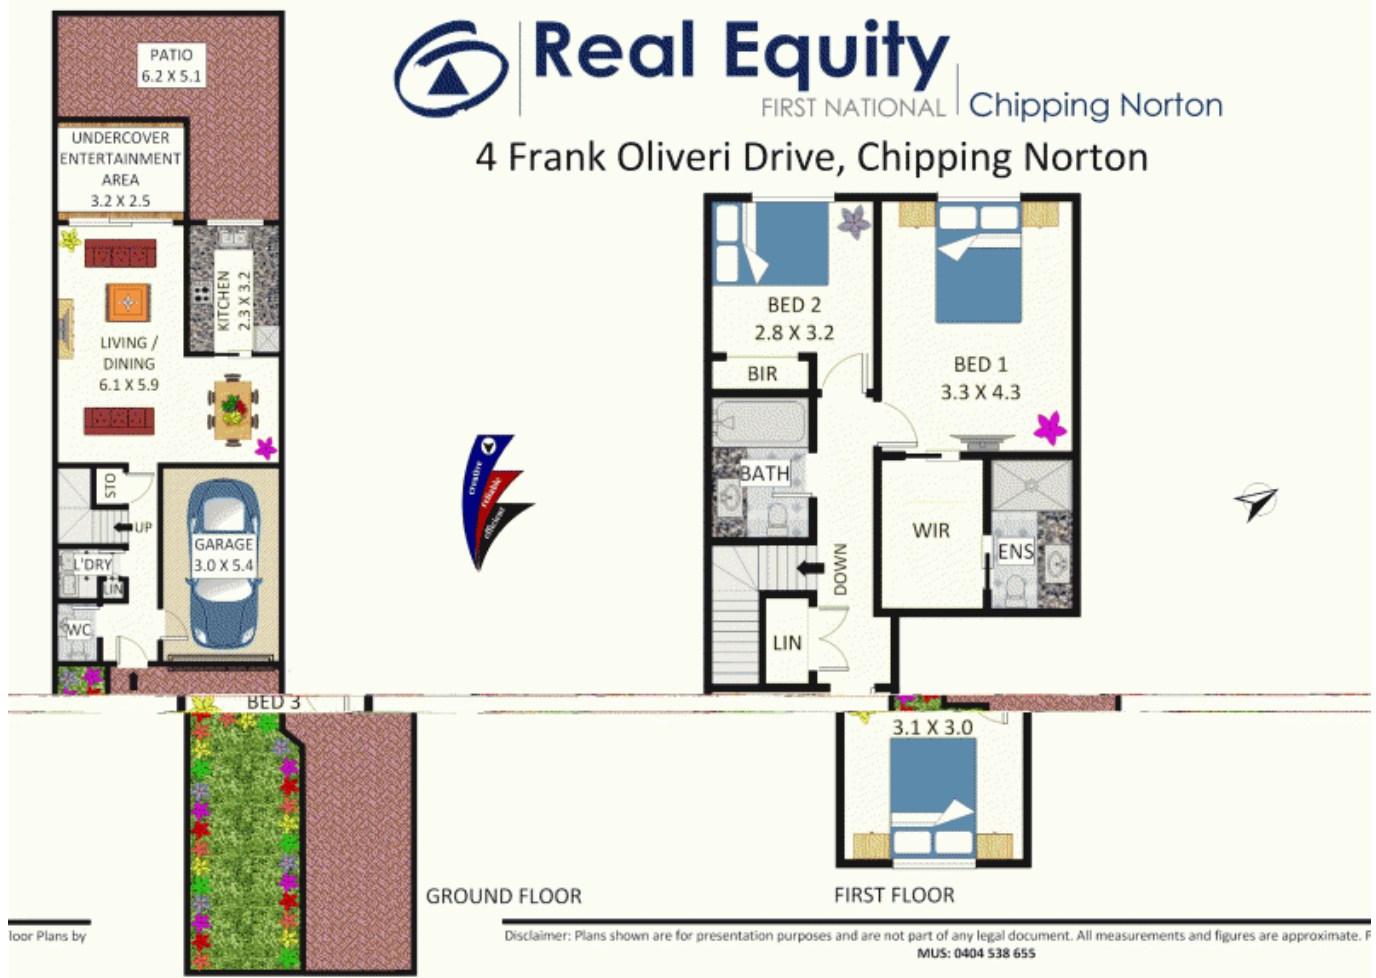 Real Equity
FIRST NATIONAL
Chipping Norton
4 Frank Oliveri Drive, Chipping Norton
PATIO
6.2 X 5.1
UNDERCOVER
ENTERTAINMENT
AREA
3.2 X 2.5
KITCHEN
2.3 X 3.2
LIVING /
DINING
6.1 X 5.9
STO
UP
GARAGE
3.0 X 5.4
L'DRY
LIN
WC
creative
reliable
efficient
BED 2
2.8 X 3.2
BIR
BED 1
3.3 X 4.3
BATH
WIR
ENS
DOWN
LIN
BED 3
3.1 X 3.0
GROUND FLOOR
FIRST FLOOR
loor Plans by
Disclaimer: Plans shown are for presentation purposes and are not part of any legal document. All measurements and figures are approximate. F
MUS: 0404 538 655